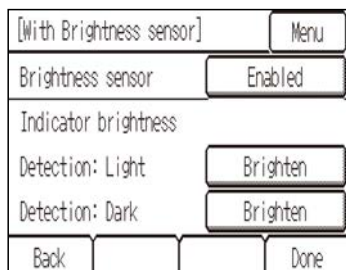 [With Brightness sensor] Menu
Brightness sensor Enabled
Indicator brightness
Detection: Light Brighten
Detection: Dark Brighten
Back Done